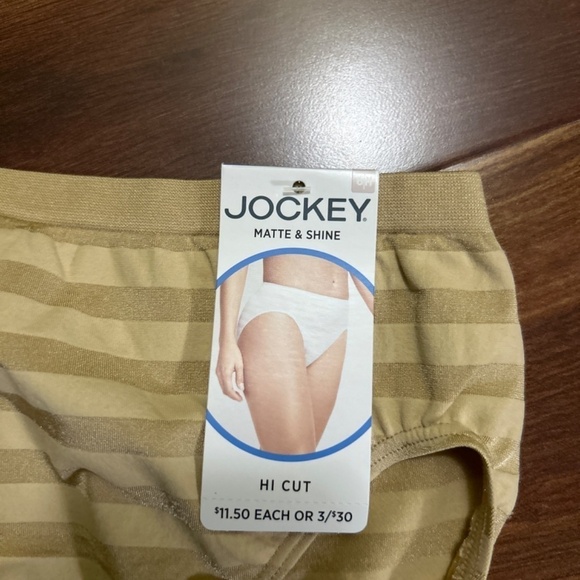 JOCKEY®
MATTE & SHINE
HI CUT
$11.50 EACH OR 3/$30